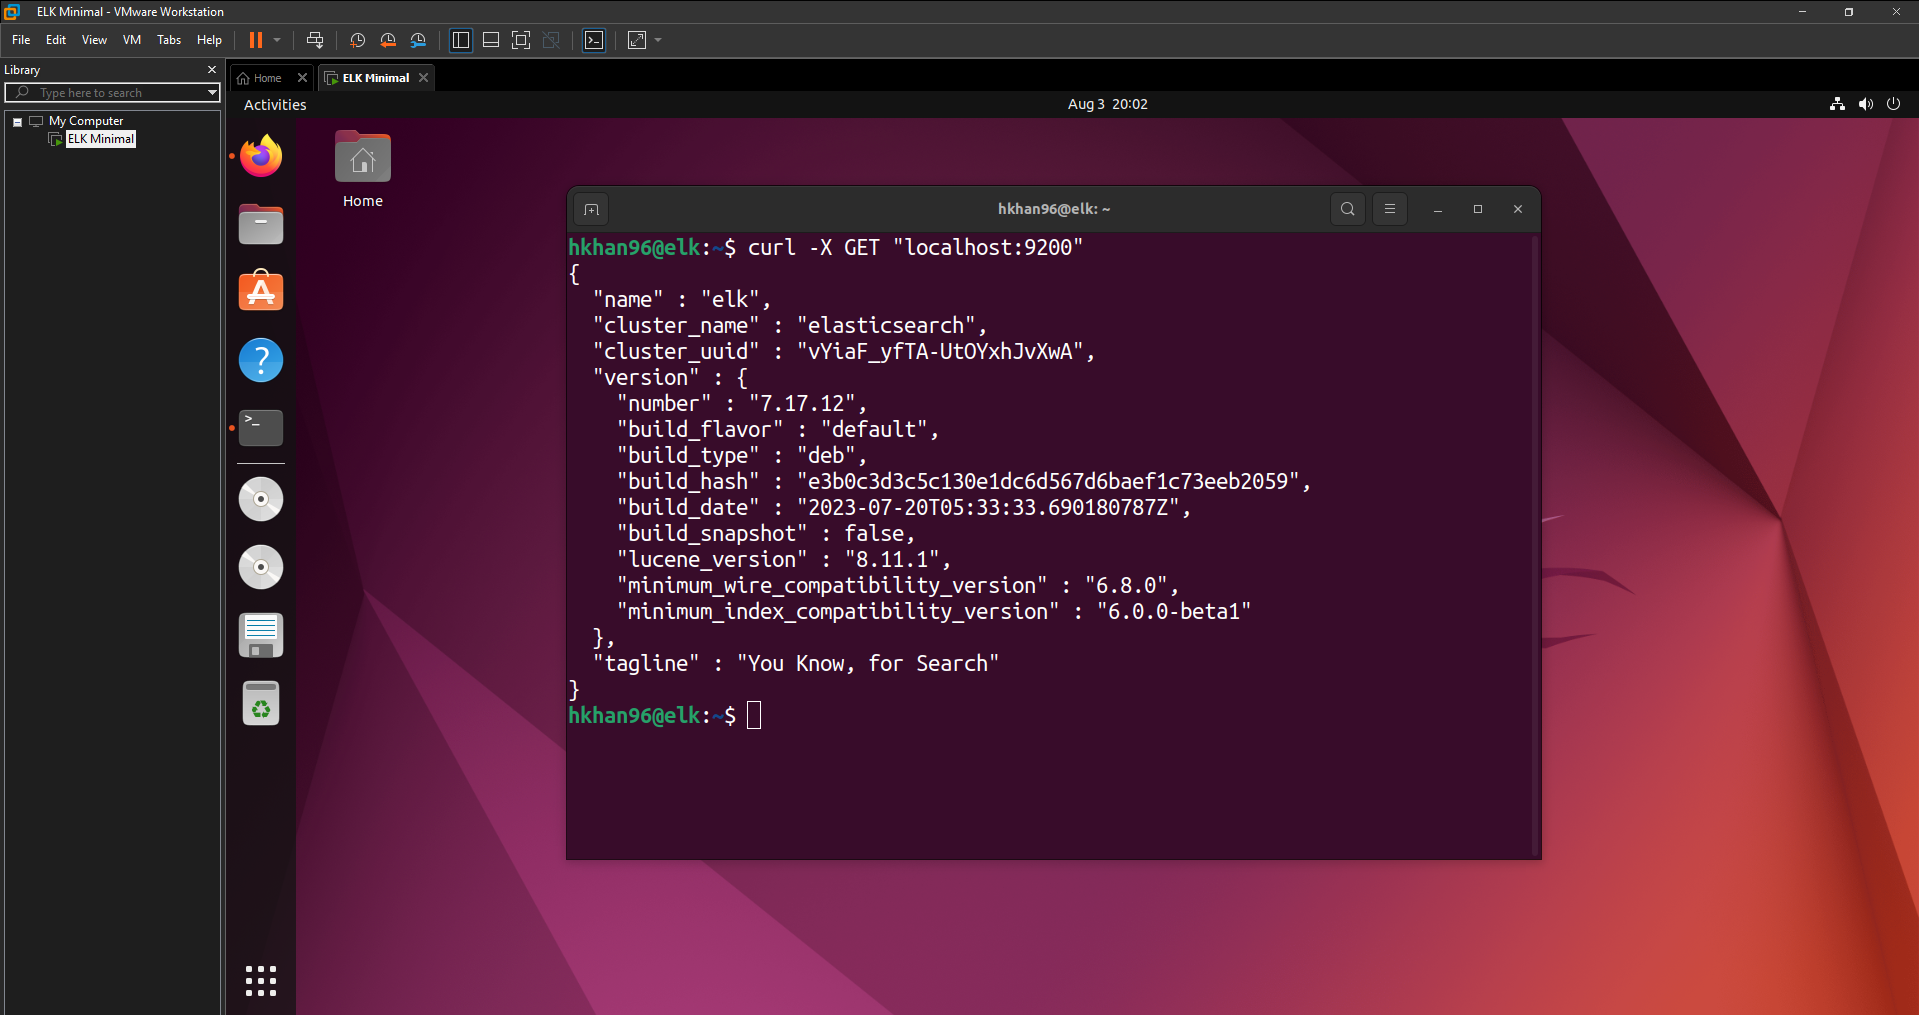 ELK Minimal - VMware Workstation
File Edit View VM Tabs Help
Library
Type here to search
My Computer
ELK Minimal
Home
ELK Minimal
Activities
Aug 3 20:02
Home
hkhan96@elk: ~
hkhan96@elk:~$ curl -X GET "localhost:9200"
{
  "name" : "elk",
  "cluster_name" : "elasticsearch",
  "cluster_uuid" : "vYiaF_yfTA-UtOYxhJvXwA",
  "version" : {
    "number" : "7.17.12",
    "build_flavor" : "default",
    "build_type" : "deb",
    "build_hash" : "e3b0c3d3c5c130e1dc6d567d6baef1c73eeb2059",
    "build_date" : "2023-07-20T05:33:33.690180787Z",
    "build_snapshot" : false,
    "lucene_version" : "8.11.1",
    "minimum_wire_compatibility_version" : "6.8.0",
    "minimum_index_compatibility_version" : "6.0.0-beta1"
  },
  "tagline" : "You Know, for Search"
}
hkhan96@elk:~$